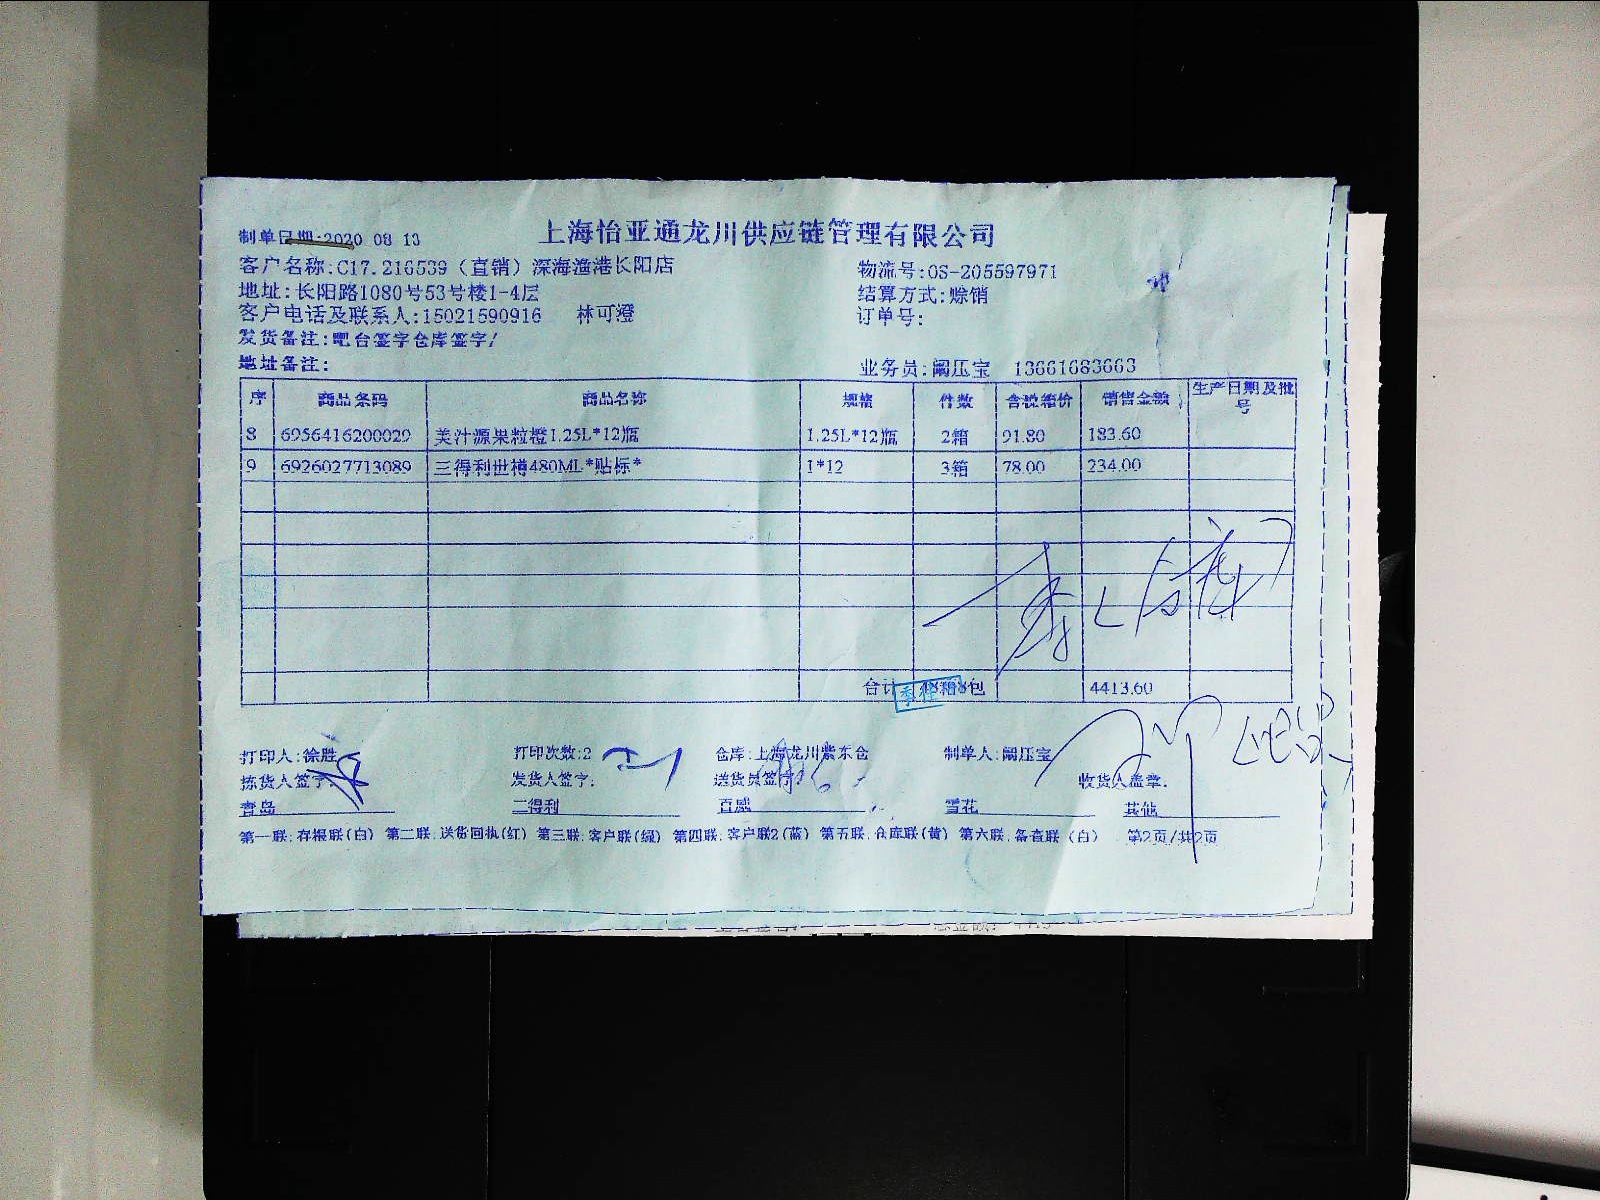 上海怡亚通龙川供应链管理有限公司
制单日期:2020 08 13
客户名称:C17.216539（直销）深海渔港长阳店 物流号:OS-205597971
地址:长阳路1080号53号楼1-4层 结算方式:赊销
客户电话及联系人:15021590916 林可澄 订单号:
发货备注:吧台签字仓库签字/
地址备注: 业务员:阚压宝 13661683663
序 商品条码 商品名称 规格 件数 含税箱价 销售金额 生产日期及批号
8 6956416200029 美汁源果粒橙1.25L*12瓶 1.25L*12瓶 2箱 91.80 183.60
9 6926027713089 三得利世樽480ML*贴标* 1*12 3箱 78.00 234.00
合计 包 4413.60
打印人:徐胜 打印次数:2 仓库:上海龙川紫东仓 制单人:阚压宝
拣货人签字: 发货人签字: 送货员签字: 收货人盖章:
青岛 三得利 百威 雪花 其他
第一联:存根联(白) 第二联:送货回执(红) 第三联:客户联(绿) 第四联:客户联2(蓝) 第五联:仓库联(黄) 第六联:备查联(白) 第2页/共2页